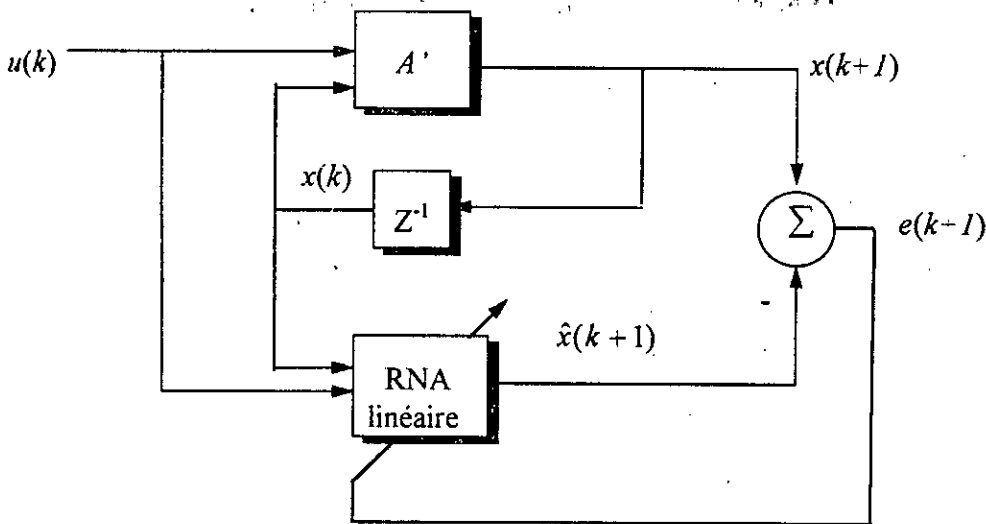 u(k)
A'
x(k+1)
x(k)
Z⁻¹
Σ
e(k+1)
-
x̂(k + 1)
RNA
linéaire